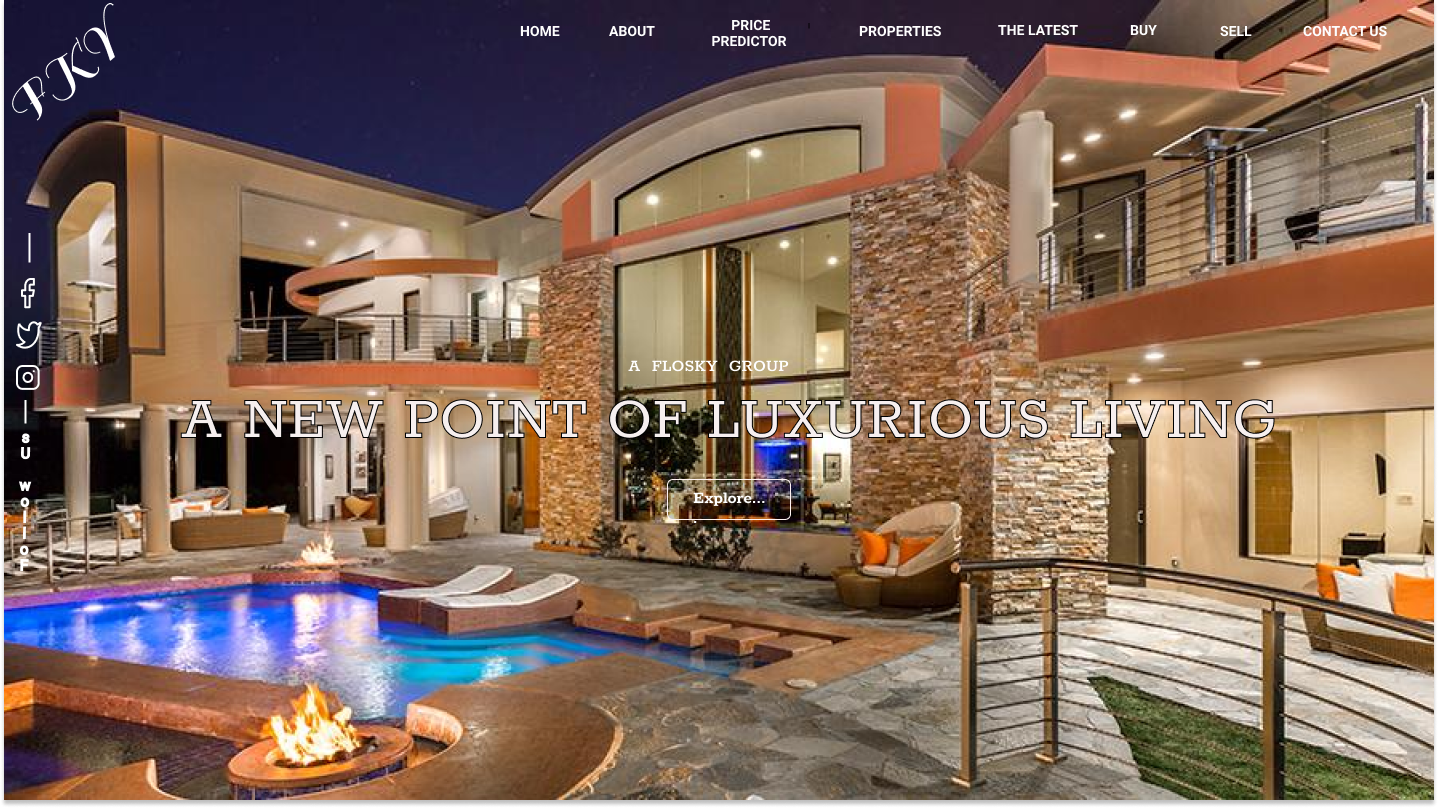 PKY
HOME
ABOUT
PRICE
PREDICTOR
PROPERTIES
THE LATEST
BUY
SELL
CONTACT US
A FLOSKY GROUP
A NEW POINT OF LUXURIOUS LIVING
Explore...
Follow us